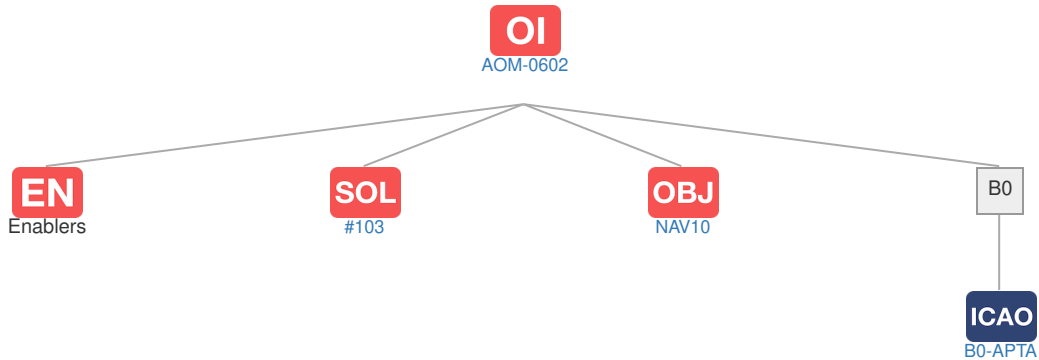 OI
AOM-0602
EN
Enablers
SOL
#103
OBJ
NAV10
B0
ICAO
B0-APTA